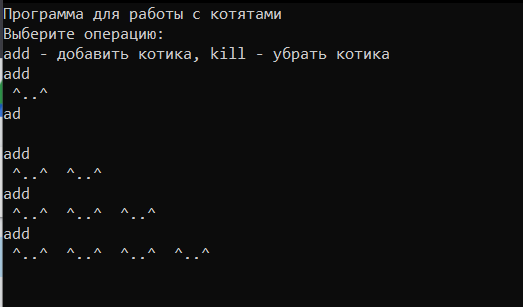 Программа для работы с котятами
Выберите операцию:
add - добавить котика, kill - убрать котика
add
 ^..^
ad

add
 ^..^  ^..^
add
 ^..^  ^..^  ^..^
add
 ^..^  ^..^  ^..^  ^..^